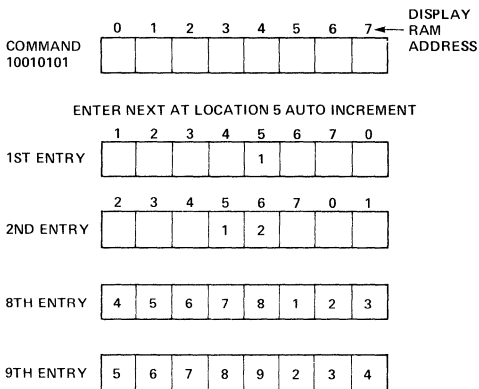 DISPLAY
0 1 2 3 4 5 6 7 RAM
ADDRESS
COMMAND
10010101
ENTER NEXT AT LOCATION 5 AUTO INCREMENT
1 2 3 4 5 6 7 0
1ST ENTRY 1
2 3 4 5 6 7 0 1
2ND ENTRY 1 2
8TH ENTRY 4 5 6 7 8 1 2 3
9TH ENTRY 5 6 7 8 9 2 3 4